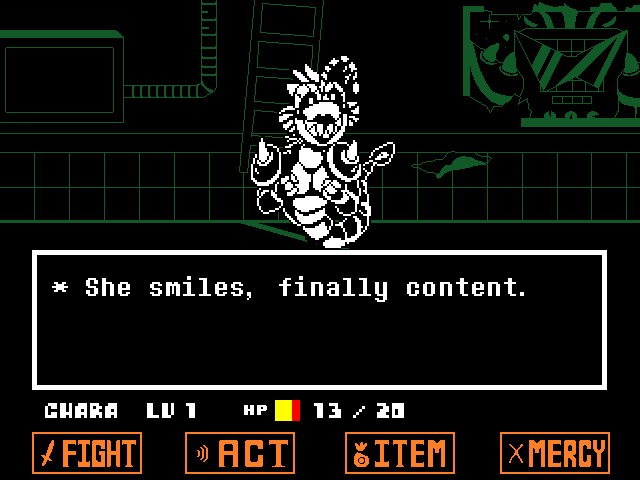 * She smiles, finally content.
CHARA LV 1 HP 13 / 20
FIGHT ACT ITEM MERCY